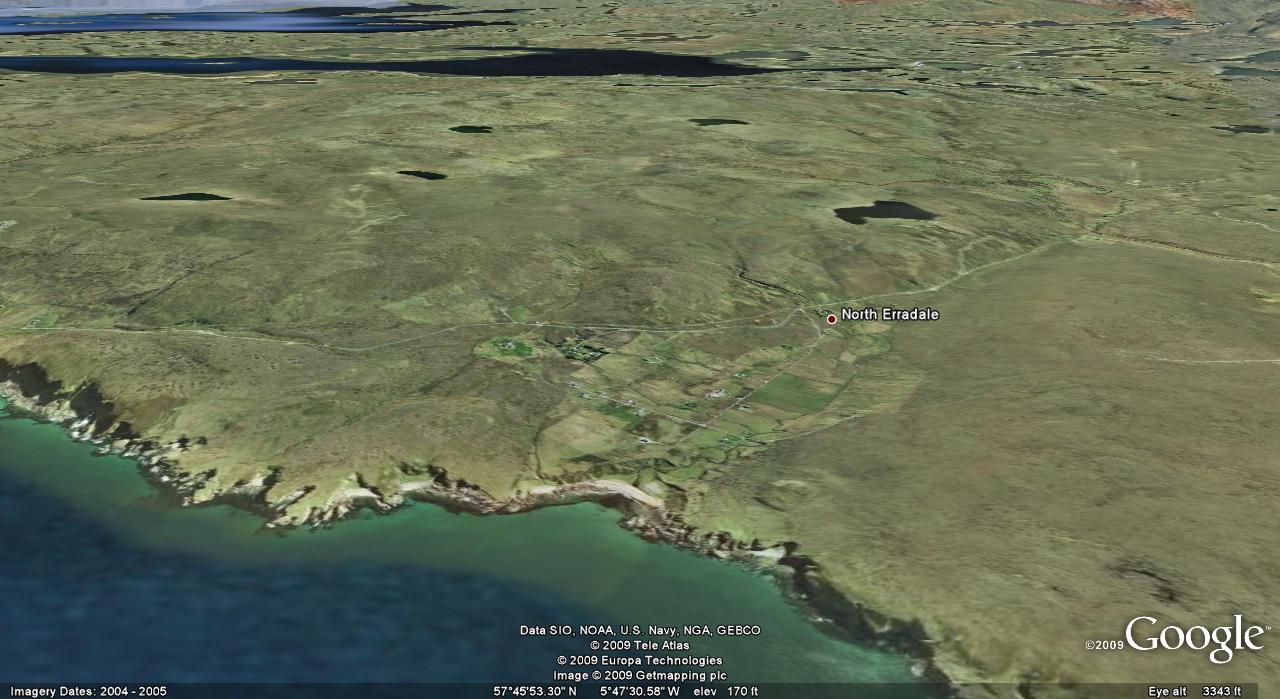 North Erradale
Data SIO, NOAA, U.S. Navy, NGA, GEBCO
© 2009 Tele Atlas
© 2009 Europa Technologies
Image © 2009 Getmapping plc
©2009 Google™
Imagery Dates: 2004 - 2005 57°45'53.30" N 5°47'30.58" W elev 170 ft Eye alt 3343 ft